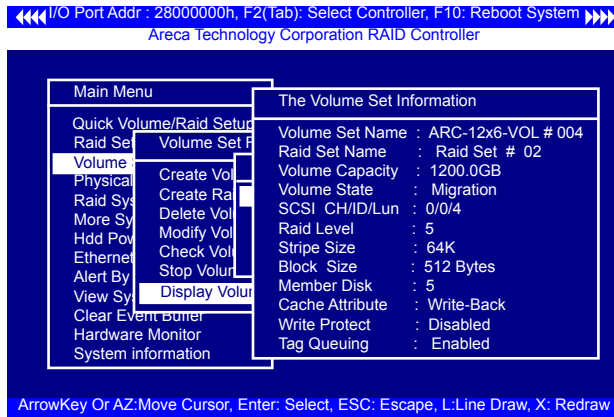 I/O Port Addr : 28000000h, F2(Tab): Select Controller, F10: Reboot System
Areca Technology Corporation RAID Controller
Main Menu
Quick Volume/Raid Setup
Raid Set
Volume
Physical
Raid Sys
More Sy
Hdd Pow
Ethernet
Alert By
View Sy
Clear Event Buffer
Hardware Monitor
System information
Volume Set F
Create Vol
Create Rai
Delete Vol
Modify Vol
Check Volu
Stop Volum
Display Volum
The Volume Set Information
Volume Set Name : ARC-12x6-VOL # 004
Raid Set Name : Raid Set # 02
Volume Capacity : 1200.0GB
Volume State : Migration
SCSI CH/ID/Lun : 0/0/4
Raid Level : 5
Stripe Size : 64K
Block Size : 512 Bytes
Member Disk : 5
Cache Attribute : Write-Back
Write Protect : Disabled
Tag Queuing : Enabled
ArrowKey Or AZ:Move Cursor, Enter: Select, ESC: Escape, L:Line Draw, X: Redraw